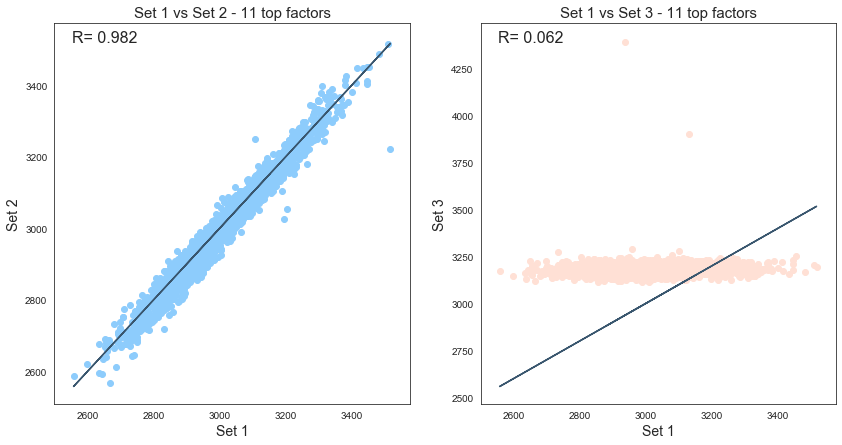 Set 1 vs Set 2 - 11 top factors
R= 0.982
3400
3200
3000
2800
2600
Set 2
2600
2800
3000
3200
3400
Set 1
Set 1 vs Set 3 - 11 top factors
R= 0.062
4250
4000
3750
3500
3250
3000
2750
2500
Set 3
2600
2800
3000
3200
3400
Set 1